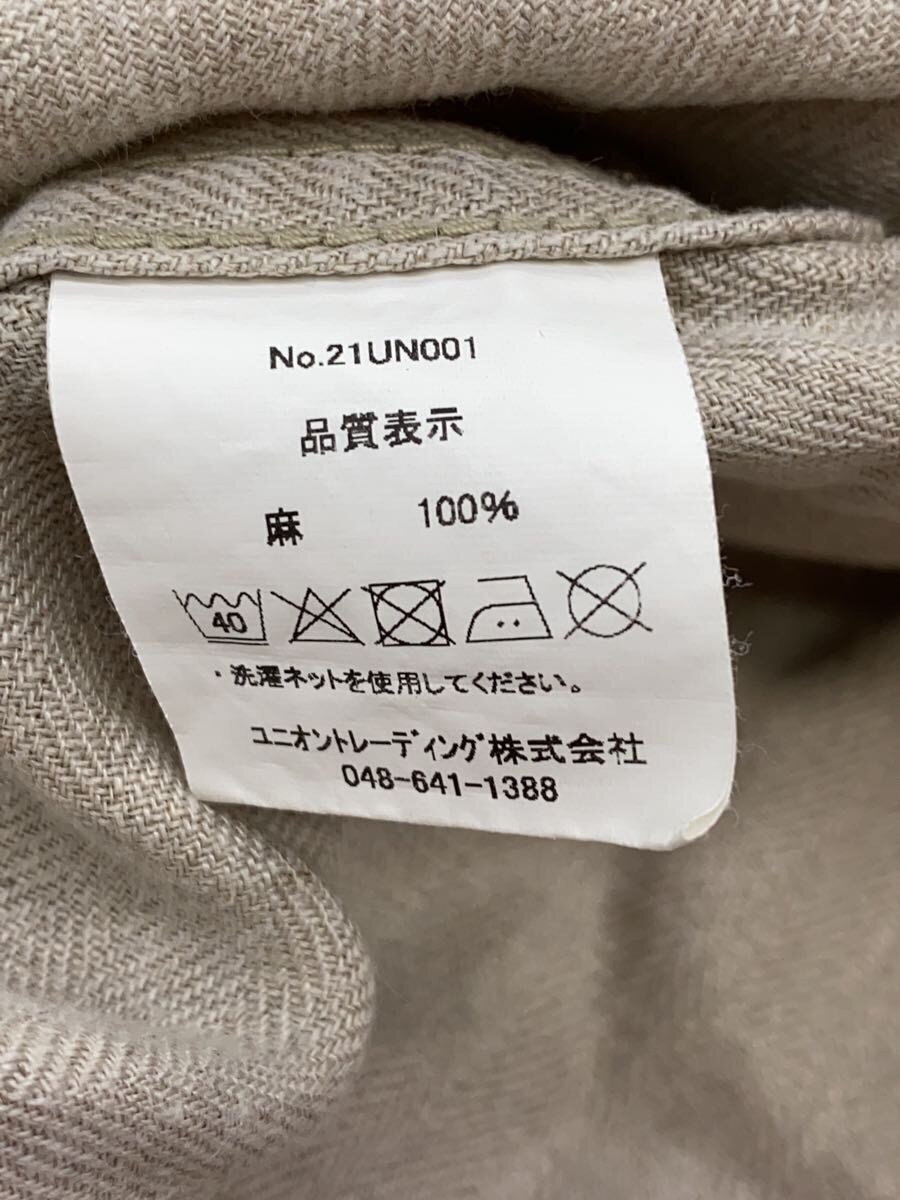 No.21UN001
品質表示
麻 100%
40
・洗濯ネットを使用してください。
ユニオントレーディング株式会社
048-641-1388